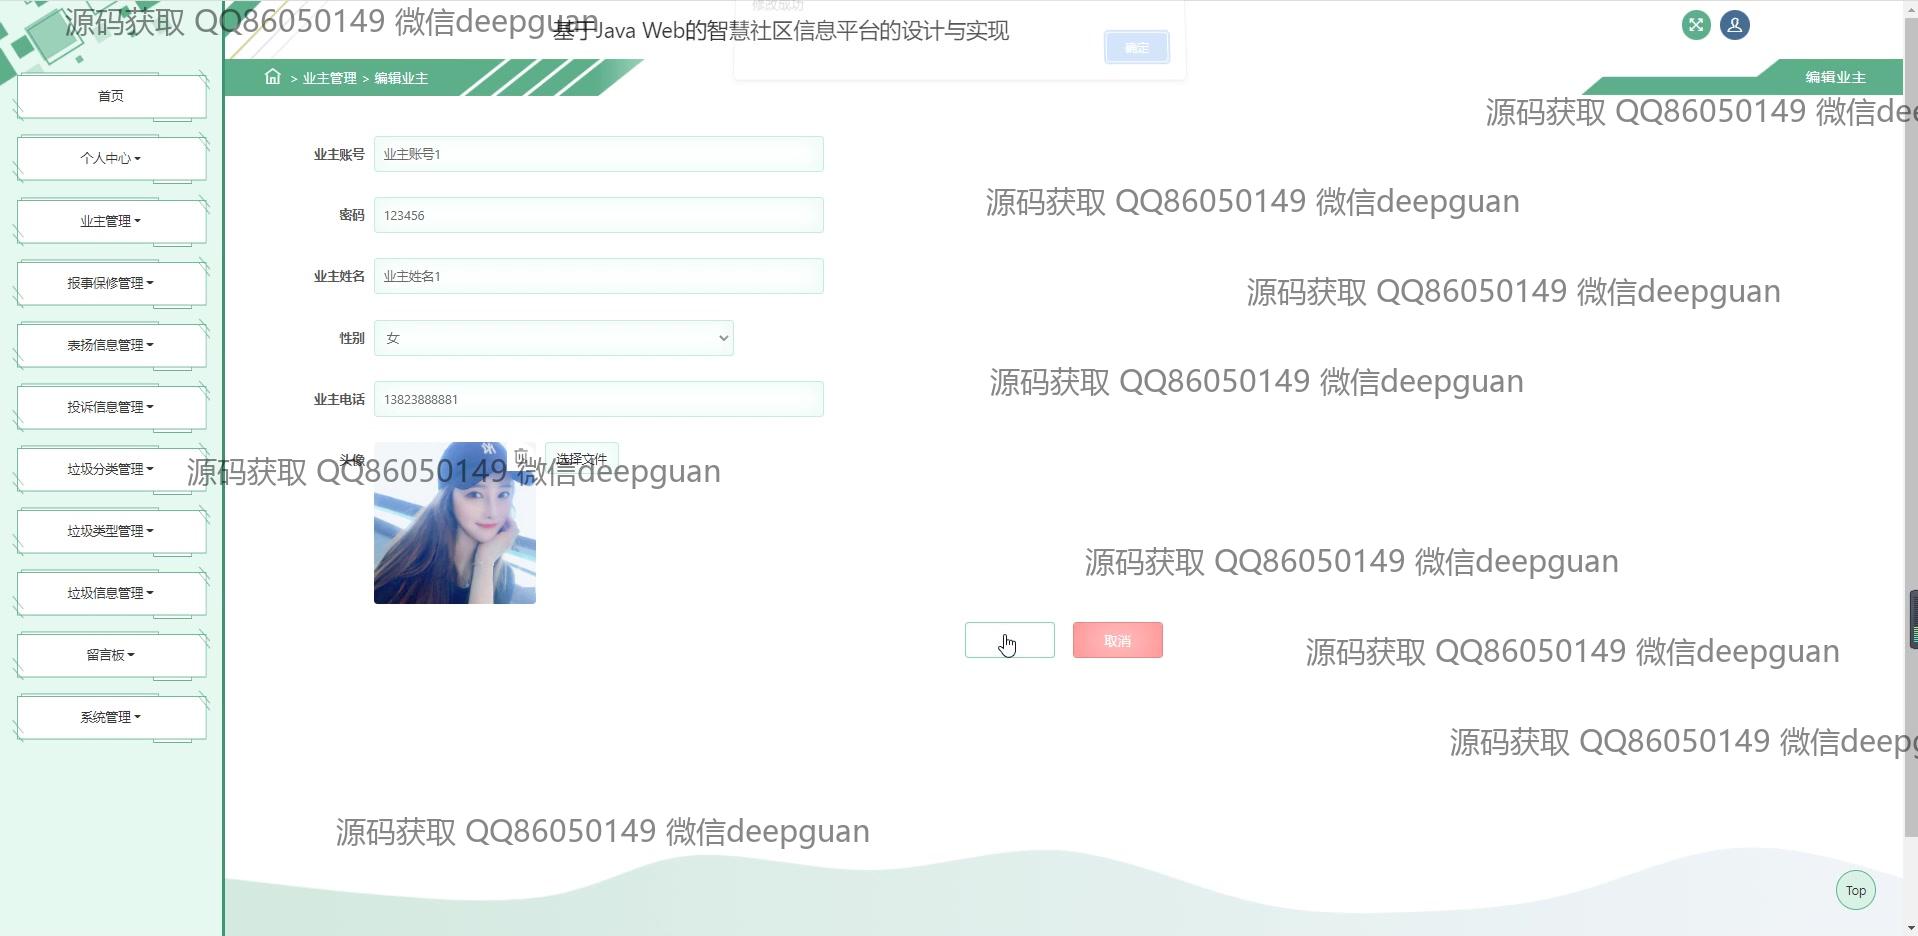 源码获取 QQ86050149 微信deepguan
修改成功
基于Java Web的智慧社区信息平台的设计与实现
确定
> 业主管理 > 编辑业主
编辑业主
源码获取 QQ86050149 微信dee
首页
个人中心
业主管理
报事保修管理
表扬信息管理
投诉信息管理
垃圾分类管理
垃圾类型管理
垃圾信息管理
留言板
系统管理
业主账号 业主账号1
密码 123456
源码获取 QQ86050149 微信deepguan
业主姓名 业主姓名1
源码获取 QQ86050149 微信deepguan
性别 女
源码获取 QQ86050149 微信deepguan
业主电话 13823888881
头像 选择文件
源码获取 QQ86050149 微信deepguan
源码获取 QQ86050149 微信deepguan
取消
源码获取 QQ86050149 微信deepguan
源码获取 QQ86050149 微信deepg
源码获取 QQ86050149 微信deepguan
Top